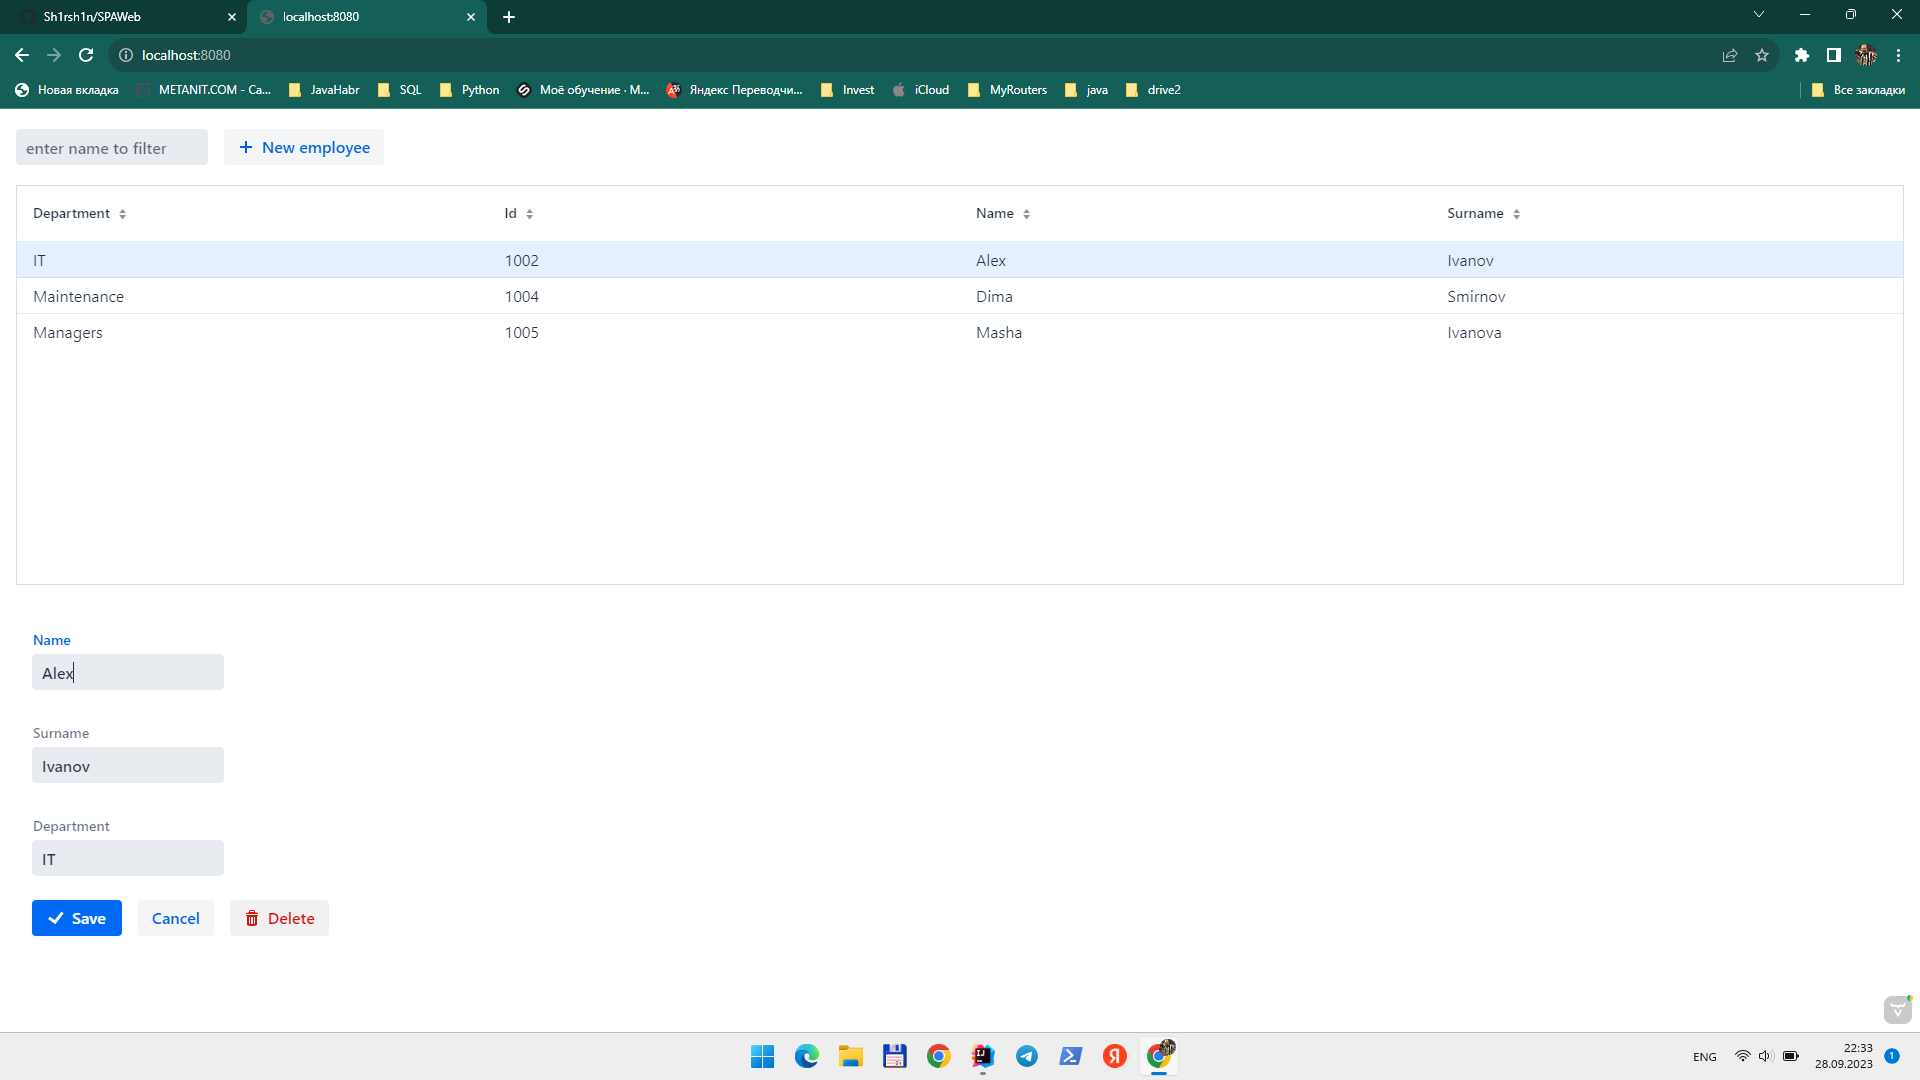 Sh1rsh1n/SPAWeb
localhost:8080
localhost:8080
Новая вкладка METANIT.COM - Ca... JavaHabr SQL Python Моё обучение · M... Яндекс Переводчи... Invest iCloud MyRouters java drive2 Все закладки
enter name to filter + New employee
Department Id Name Surname
IT 1002 Alex Ivanov
Maintenance 1004 Dima Smirnov
Managers 1005 Masha Ivanova
Name
Alex
Surname
Ivanov
Department
IT
Save Cancel Delete
ENG 22:33 1
28.09.2023